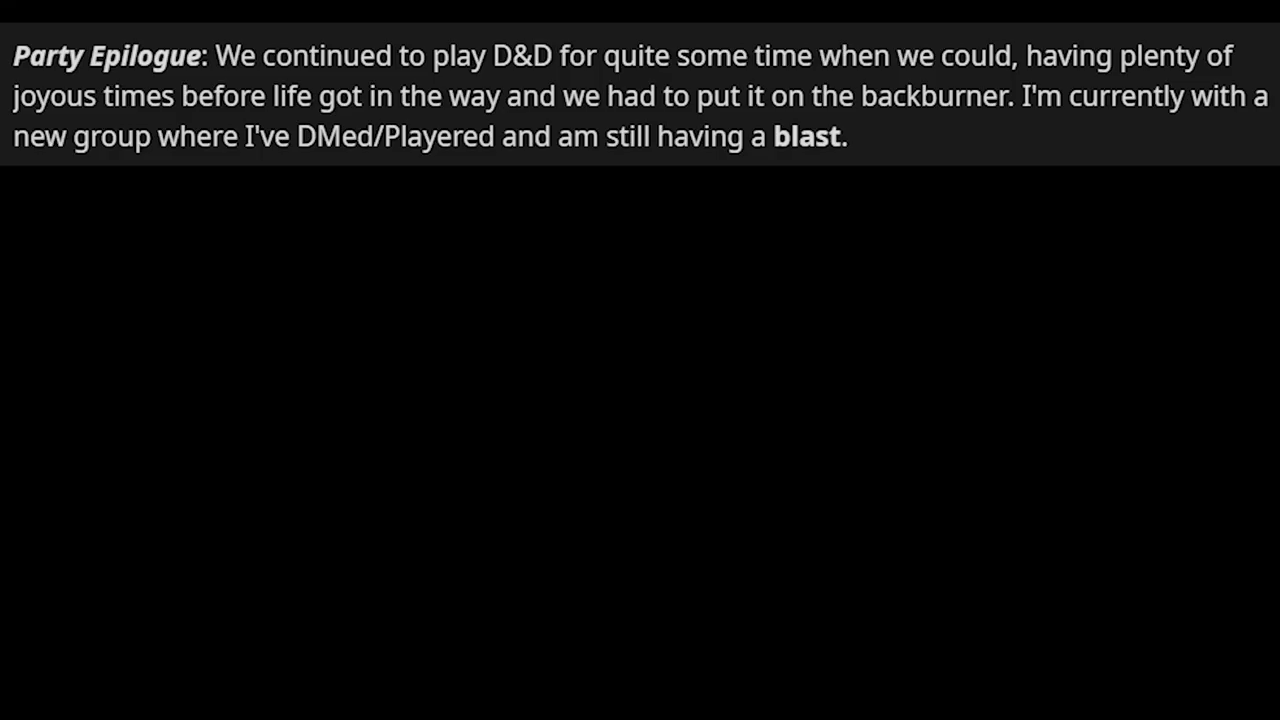 Party Epilogue: We continued to play D&D for quite some time when we could, having plenty of
joyous times before life got in the way and we had to put it on the backburner. I'm currently with a
new group where I've DMed/Playered and am still having a blast.